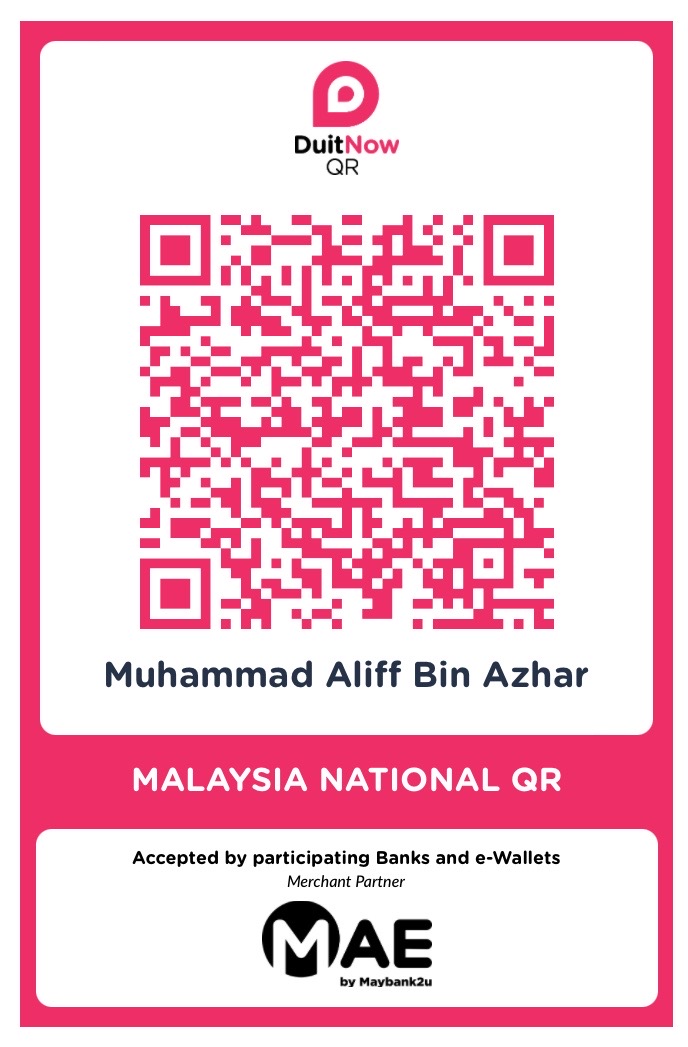 DuitNow
QR
Muhammad Aliff Bin Azhar
MALAYSIA NATIONAL QR
Accepted by participating Banks and e-Wallets
Merchant Partner
MAE
by Maybank2u